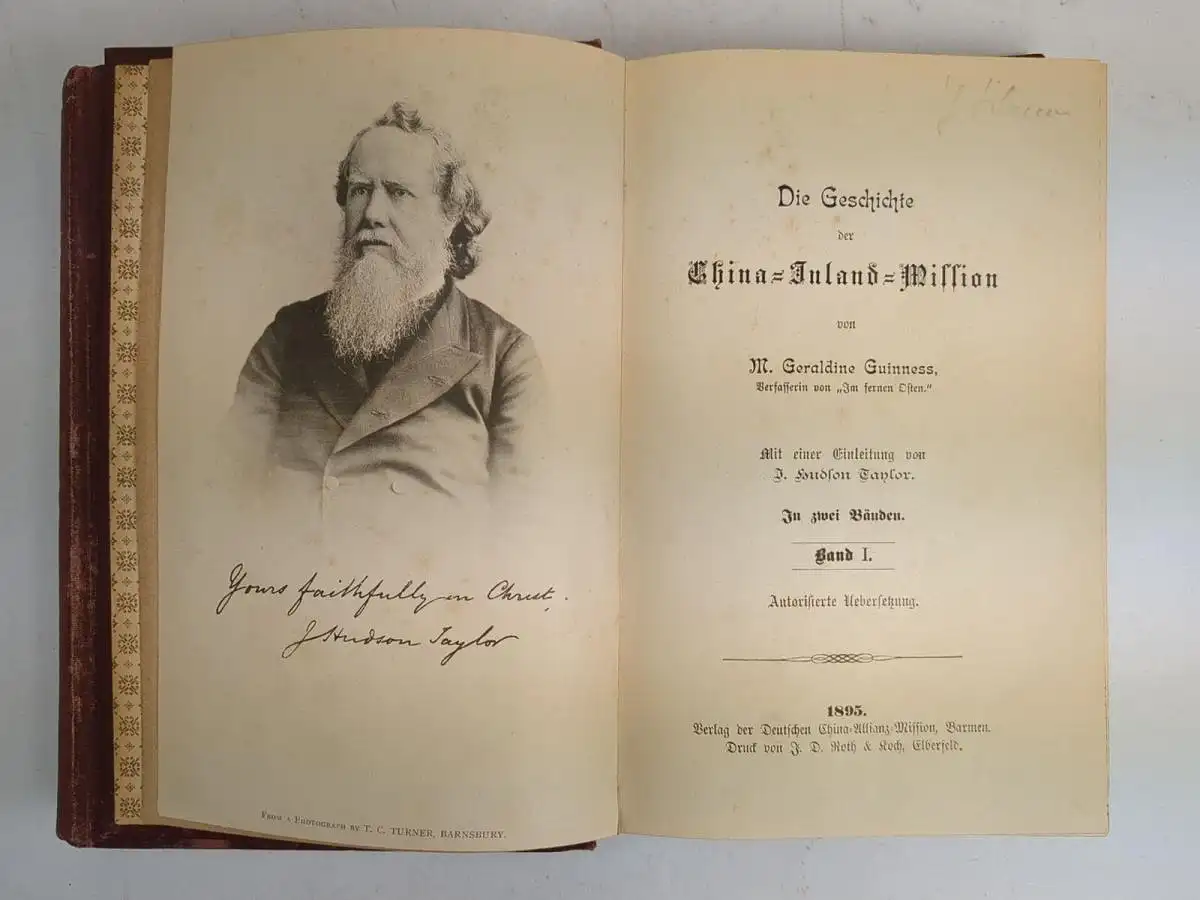 Yours faithfully in Christ.
J Hudson Taylor
From a Photograph by T. C. TURNER, BARNSBURY.
Die Geschichte
der
China=Inland=Mission
von
M. Geraldine Guinness,
Verfasserin von „Im fernen Osten."
Mit einer Einleitung von
J. Hudson Taylor.
In zwei Bänden.
Band I.
Autorisierte Uebersetzung.
1895.
Verlag der Deutschen China-Allianz-Mission, Barmen.
Druck von J. D. Roth & Koch, Elberfeld.